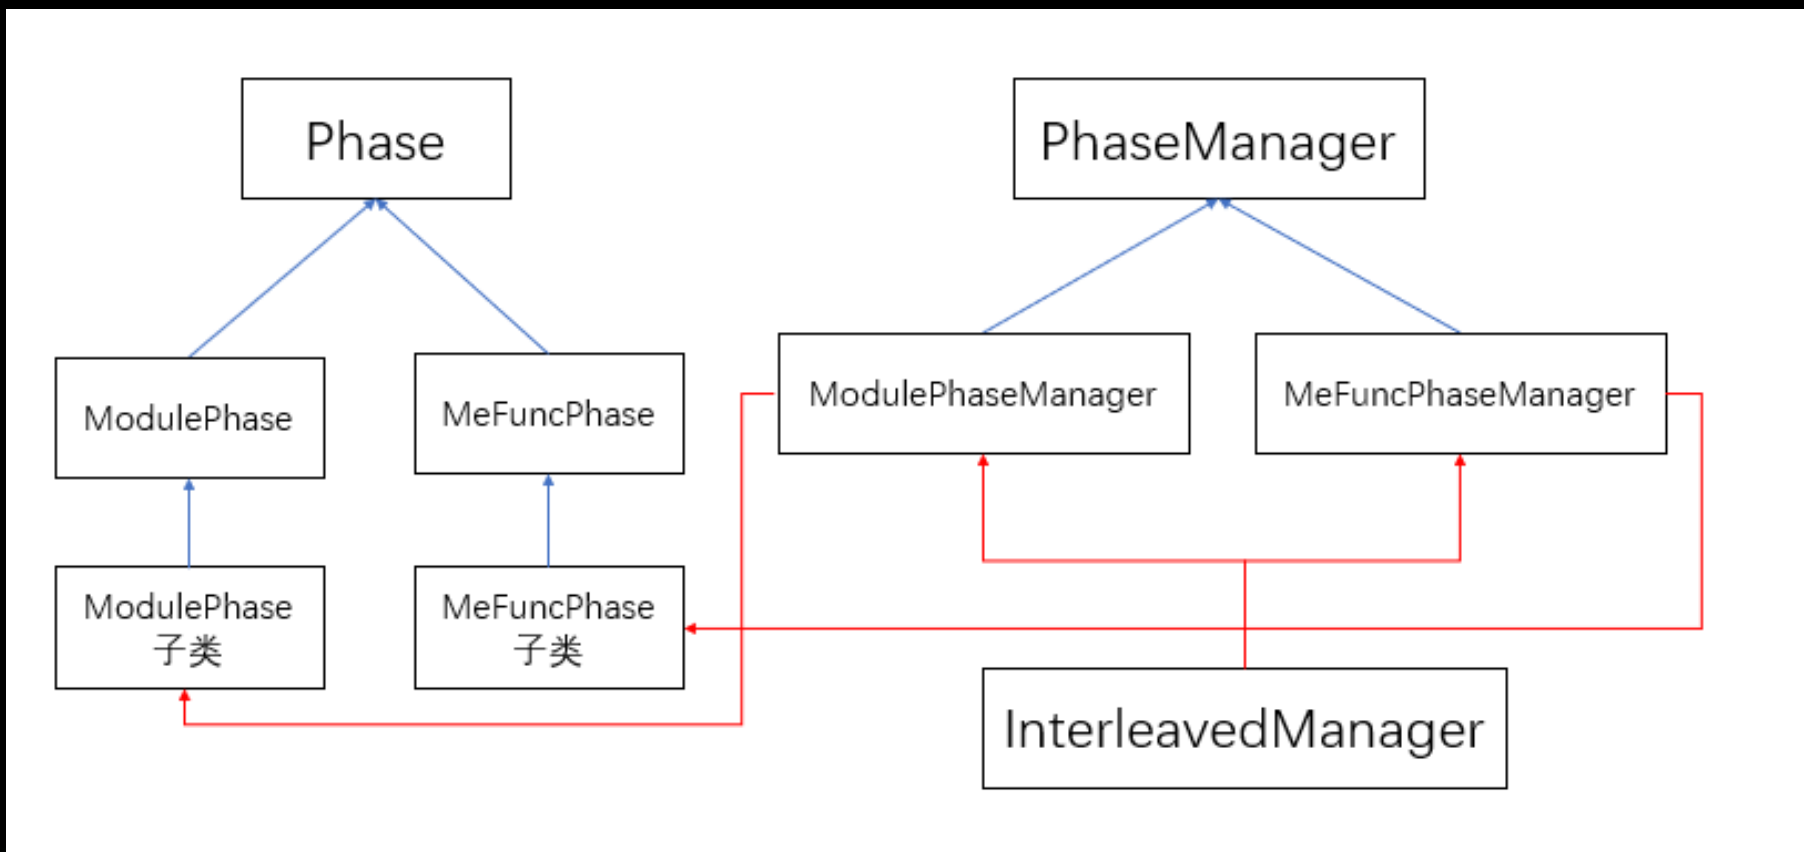 Phase
PhaseManager
ModulePhase
MeFuncPhase
ModulePhaseManager
MeFuncPhaseManager
ModulePhase
子类
MeFuncPhase
子类
InterleavedManager